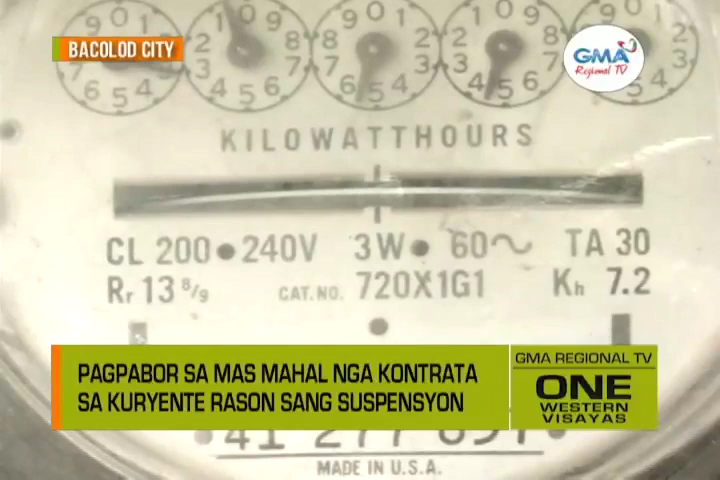 BACOLOD CITY
GMA
Regional TV
KILOWATTHOURS
CL 200 240V 3W 60 TA 30
Rr 13 8/9 CAT. NO. 720X1G1 Kh 7.2
PAGPABOR SA MAS MAHAL NGA KONTRATA
SA KURYENTE RASON SANG SUSPENSYON
GMA REGIONAL TV
ONE
WESTERN
VISAYAS
MADE IN U.S.A.